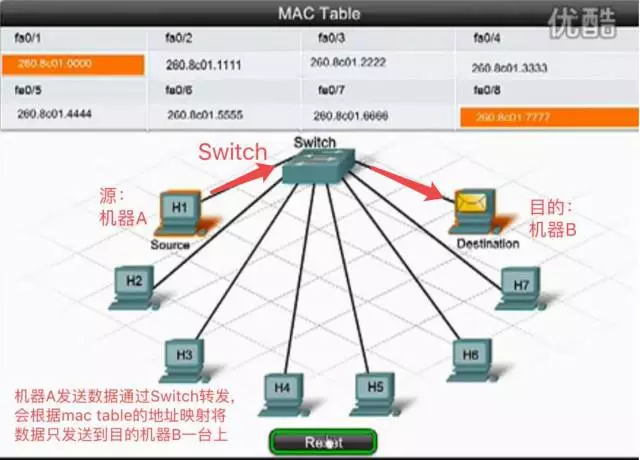 MAC Table
优酷
fa0/1 fa0/2 fa0/3 fa0/4
260.8c01.0000 260.8c01.1111 260.8c01.2222 260.8c01.3333
fa0/5 fa0/6 fa0/7 fa0/8
260.8c01.4444 260.8c01.5555 260.8c01.6666 260.8c01.7777
Switch
Switch
源：
机器A
H1
Source
目的：
机器B
Destination
H2
H7
H3
H6
H4
H5
机器A发送数据通过Switch转发，
会根据mac table的地址映射将
数据只发送到目的机器B一台上
Reset